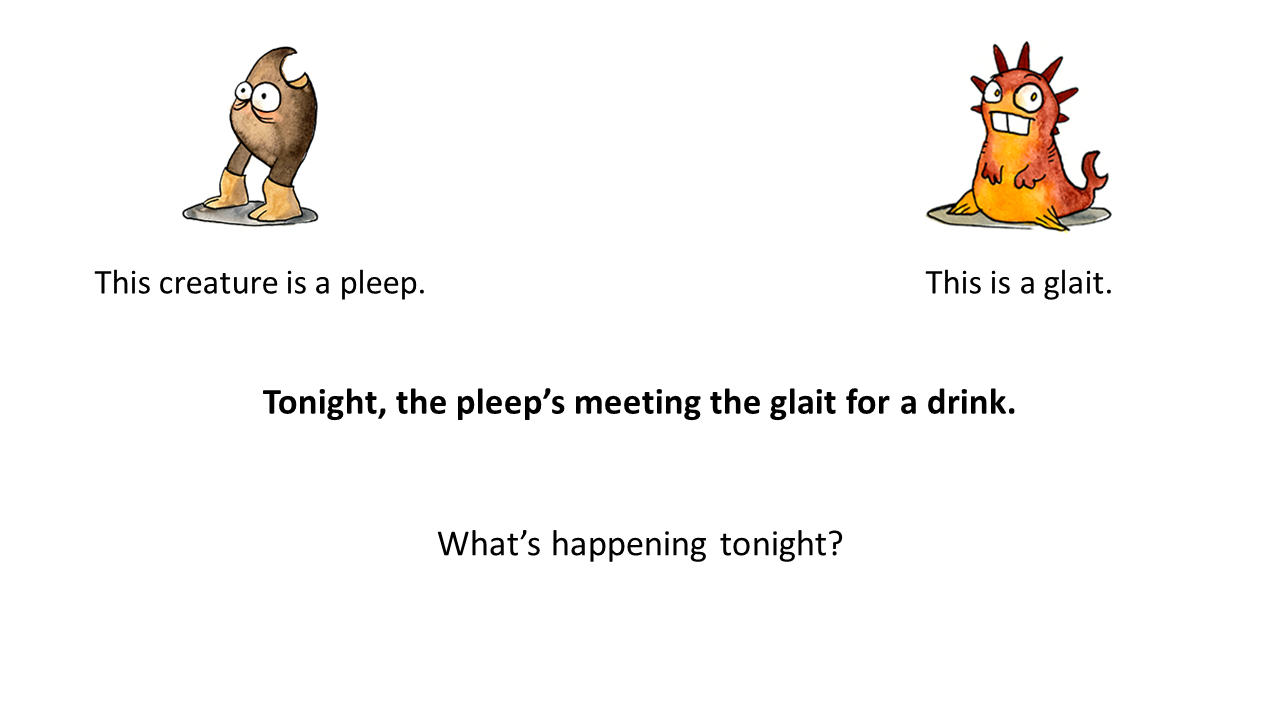 This creature is a pleep.
This is a glait.
Tonight, the pleep’s meeting the glait for a drink.
What’s happening tonight?